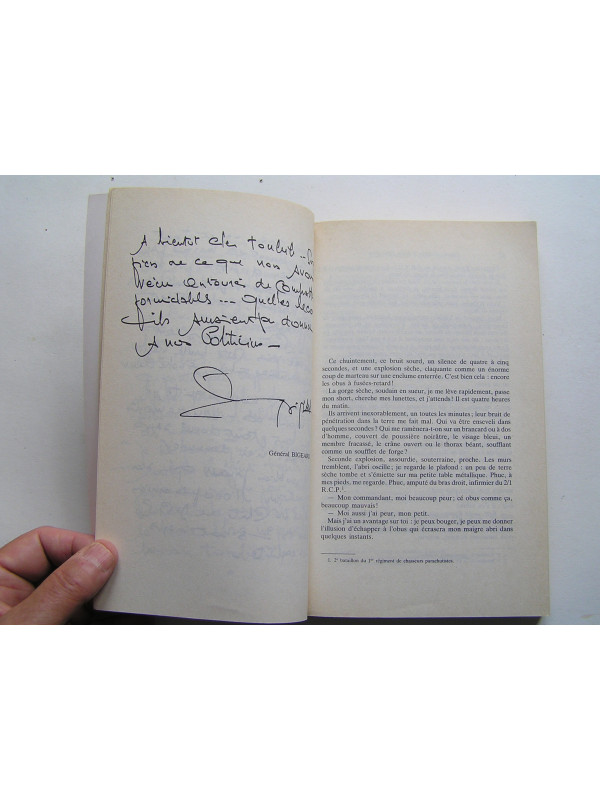 A bientôt cher Toubib -
fiers de ce que nous avons
vécu entourés de
formidables ... Quelles
ils auraient pu donner
A nos Politiciens -
Général BIGEARD
Ce chuintement, ce bruit sourd, un silence de quatre à cinq
secondes, et une explosion sèche, claquante comme un énorme
coup de marteau sur une enclume enterrée. C'est bien cela : encore
les obus à fusées-retard !
La gorge sèche, soudain en sueur, je me lève rapidement, passe
mon short, cherche mes lunettes, et j'attends ! Il est quatre heures
du matin.
Ils arrivent inexorablement, un toutes les minutes ; leur bruit de
pénétration dans la terre me fait mal. Qui va être enseveli dans
quelques secondes ? Qui me ramènera-t-on sur un brancard ou à dos
d'homme, couvert de poussière noirâtre, le visage bleui, un
membre fracassé, le crâne ouvert ou le thorax béant, soufflant
comme un soufflet de forge ?
Seconde explosion, assourdie, souterraine, proche. Les murs
tremblent, l'abri oscille ; je regarde le plafond : un peu de terre
sèche tombe et s'émiette sur ma petite table métallique. Phuc, à
mes pieds, me regarde. Phuc, amputé du bras droit, infirmier du 2/1
R.C.P.¹
— Mon commandant, moi beaucoup peur ; cê obus comme ça,
beaucoup mauvais !
— Moi aussi j'ai peur, mon petit.
Mais j'ai un avantage sur toi : je peux bouger, je peux me donner
l'illusion d'échapper à l'obus qui écrasera mon maigre abri dans
quelques instants.
1. 2ᵉ bataillon du 1ᵉʳ régiment de chasseurs parachutistes.